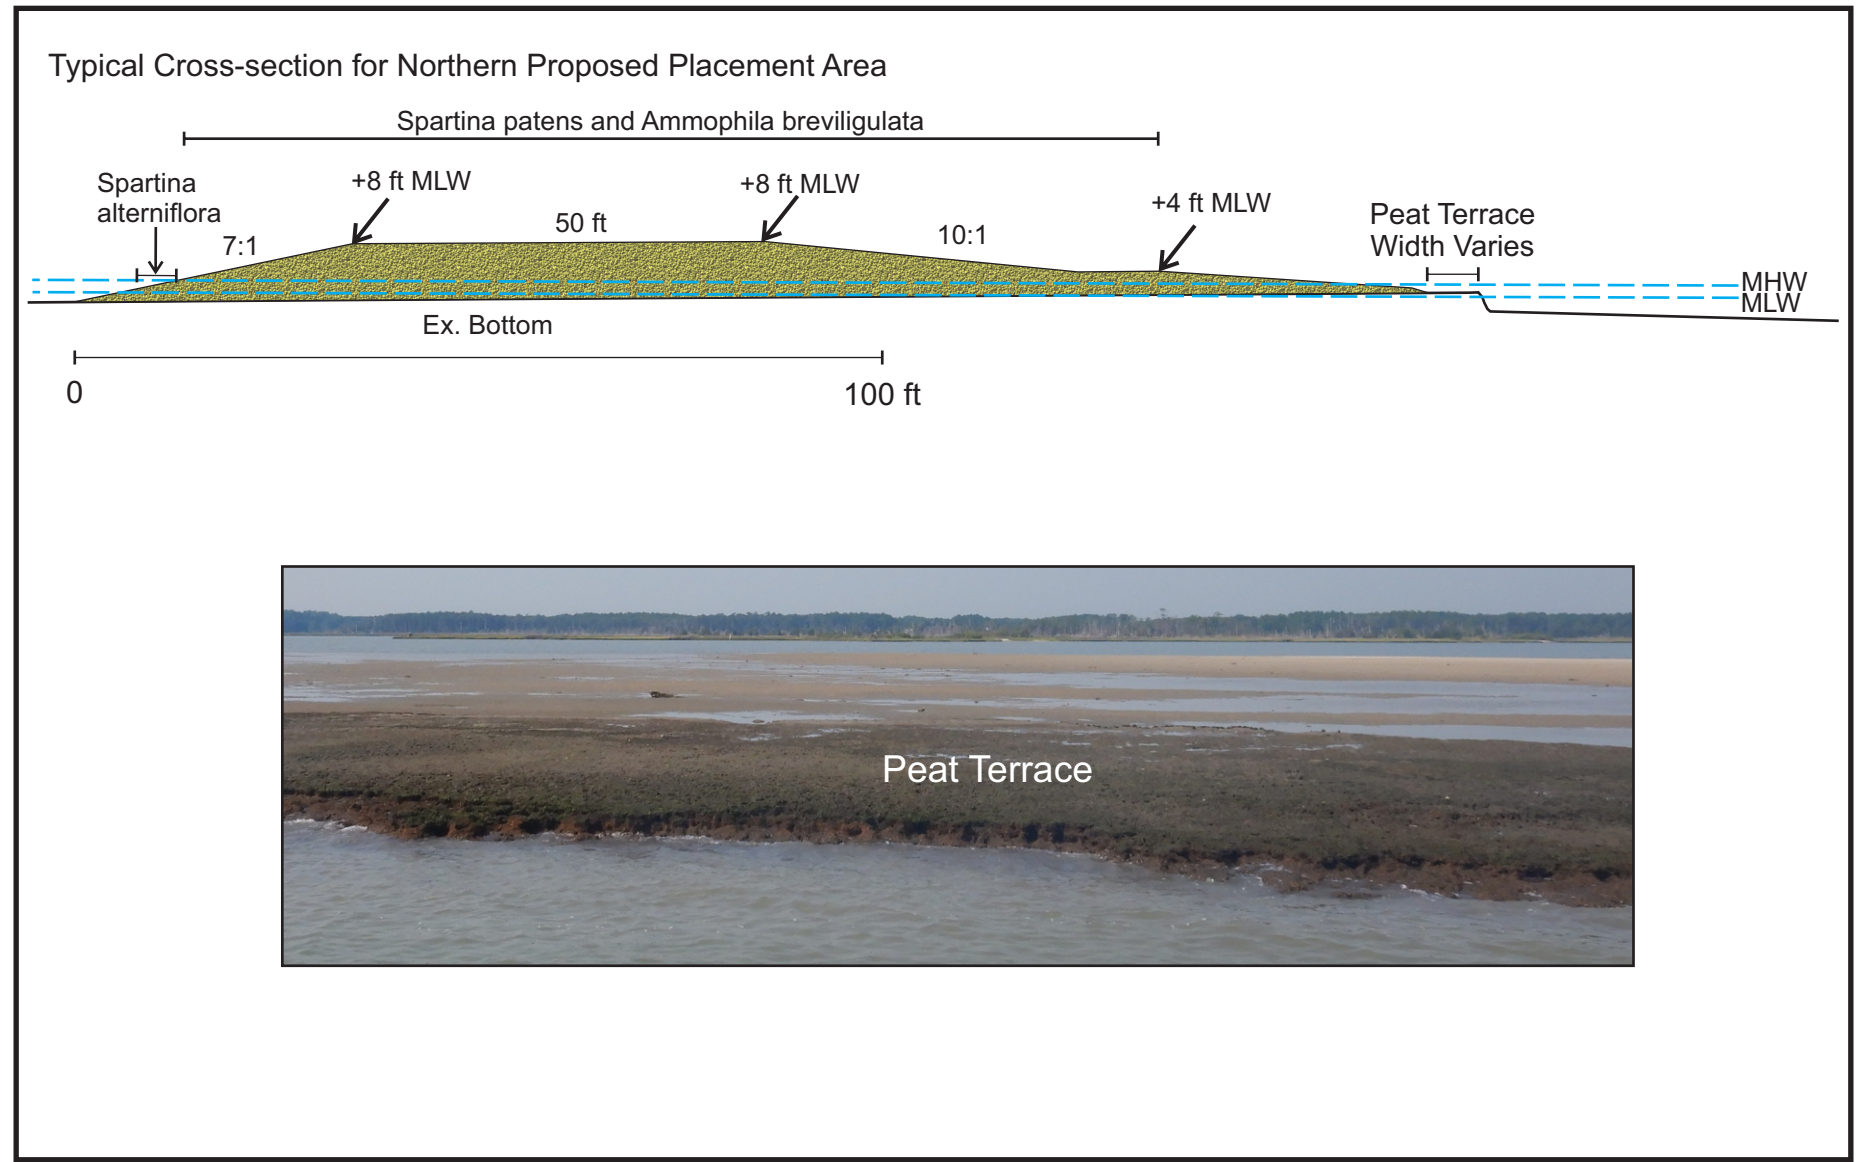 Typical Cross-section for Northern Proposed Placement Area
Spartina patens and Ammophila breviligulata
Spartina
alterniflora
+8 ft MLW
+8 ft MLW
+4 ft MLW
Peat Terrace
Width Varies
7:1
50 ft
10:1
MHW
MLW
Ex. Bottom
0
100 ft
Peat Terrace